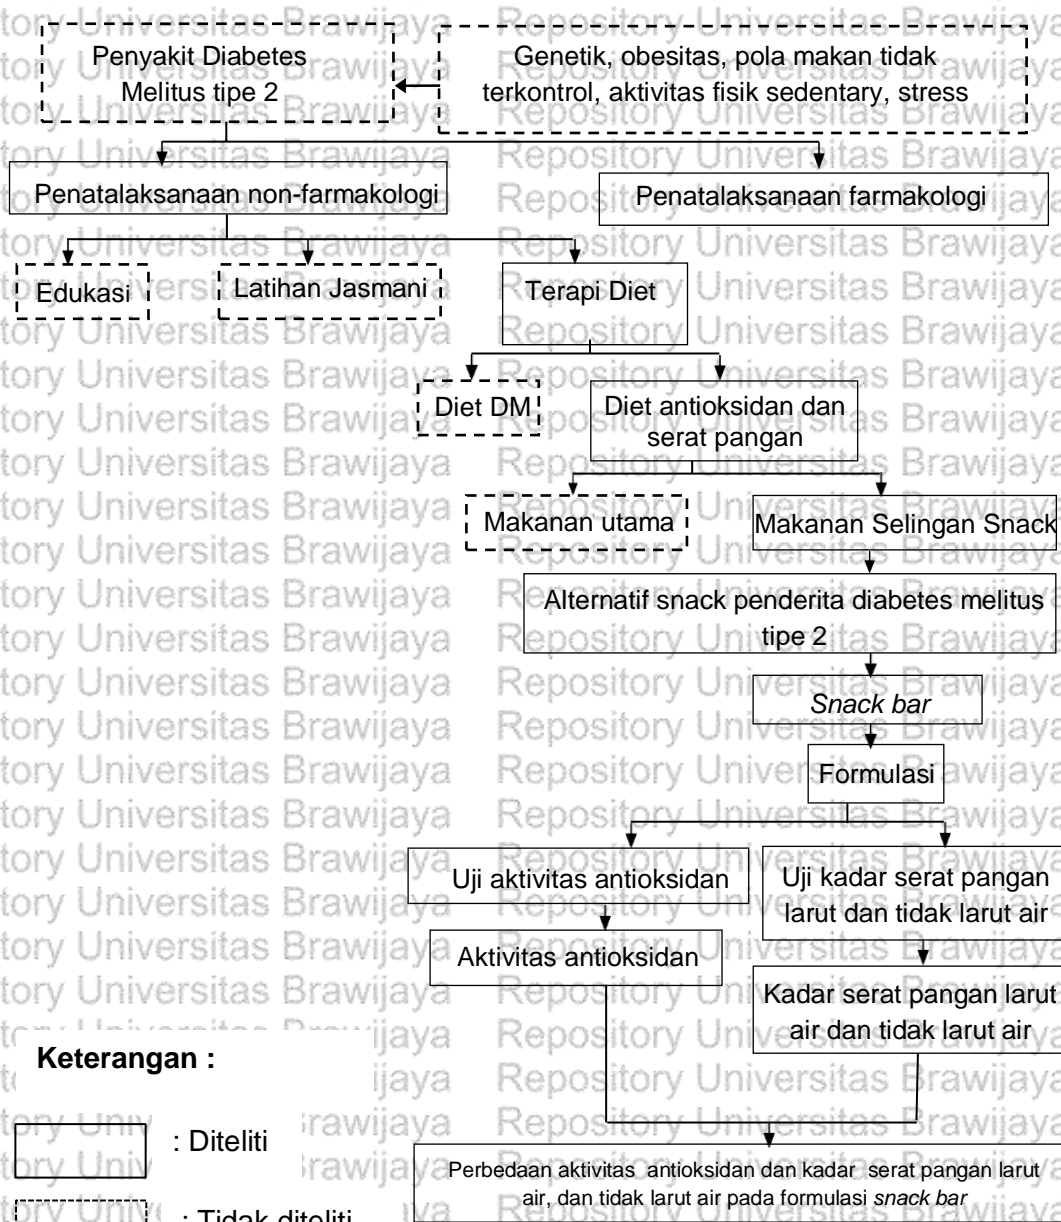 Penyakit Diabetes
Melitus tipe 2
Genetik, obesitas, pola makan tidak
terkontrol, aktivitas fisik sedentary, stress
Penatalaksanaan non-farmakologi
Penatalaksanaan farmakologi
Edukasi
Latihan Jasmani
Terapi Diet
Diet DM
Diet antioksidan dan
serat pangan
Makanan utama
Makanan Selingan Snack
Alternatif snack penderita diabetes melitus
tipe 2
Snack bar
Formulasi
Uji aktivitas antioksidan
Uji kadar serat pangan
larut dan tidak larut air
Aktivitas antioksidan
Kadar serat pangan larut
air dan tidak larut air
Keterangan :
: Diteliti
: Tidak diteliti
Perbedaan aktivitas antioksidan dan kadar serat pangan larut
air, dan tidak larut air pada formulasi snack bar
Repository Universitas Brawijaya